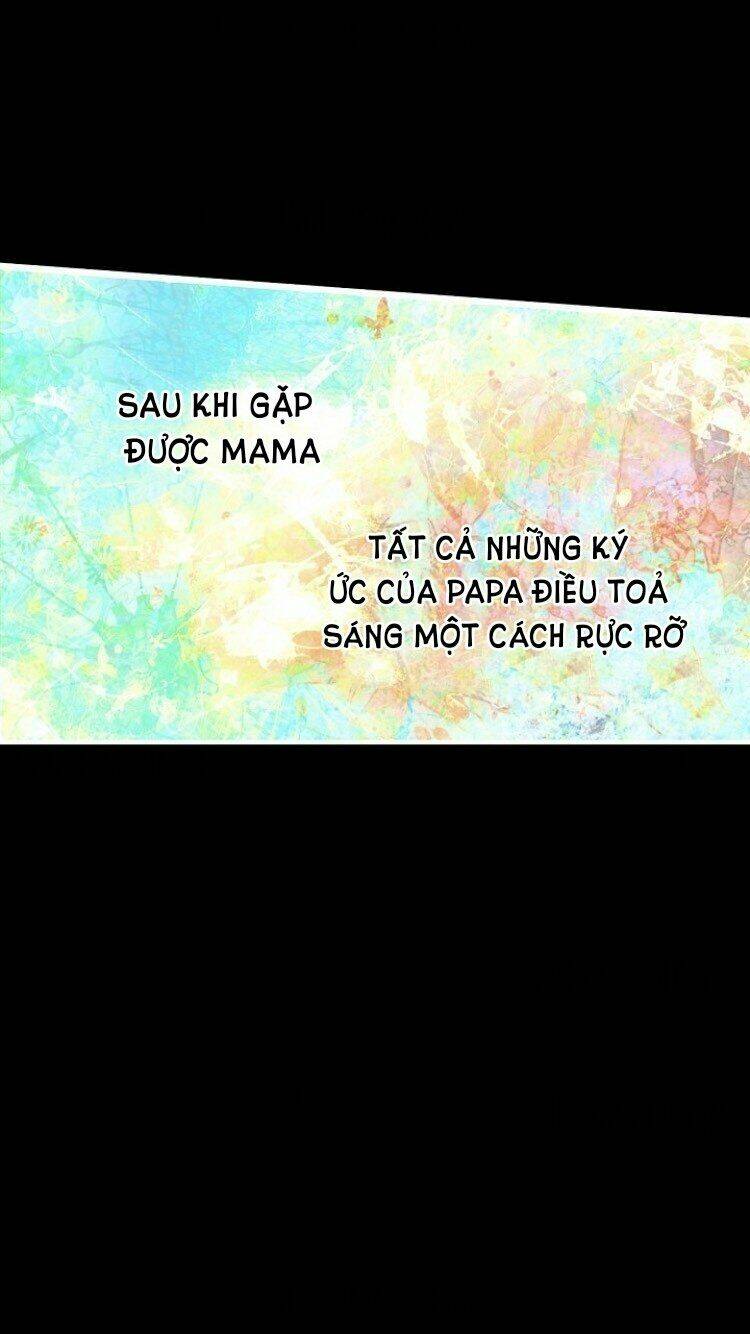 SAU KHI GẶP
ĐƯỢC MAMA
TẤT CẢ NHỮNG KÝ
ỨC CỦA PAPA ĐIỀU TOẢ
SÁNG MỘT CÁCH RỰC RỠ